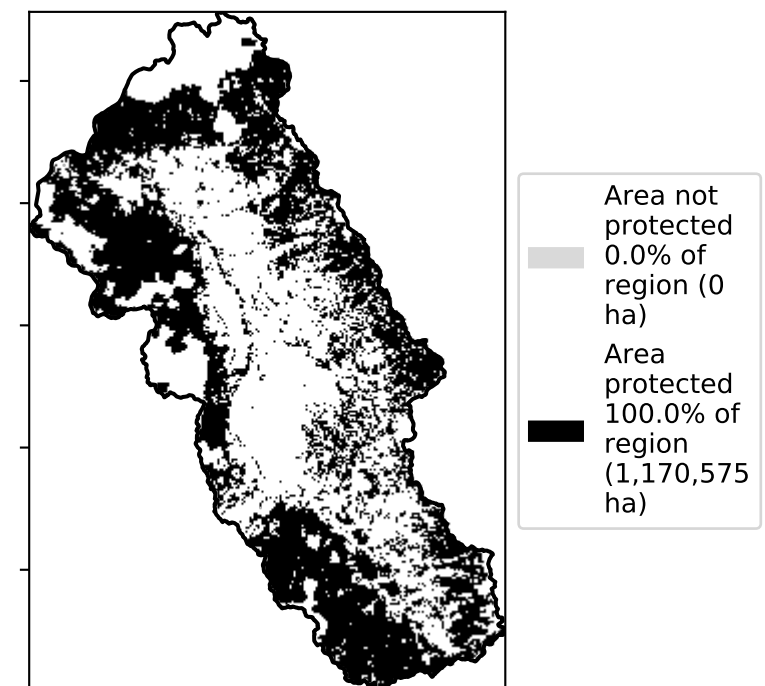 Area not
protected
0.0% of
region (0
ha)
Area
protected
100.0% of
region
(1,170,575
ha)